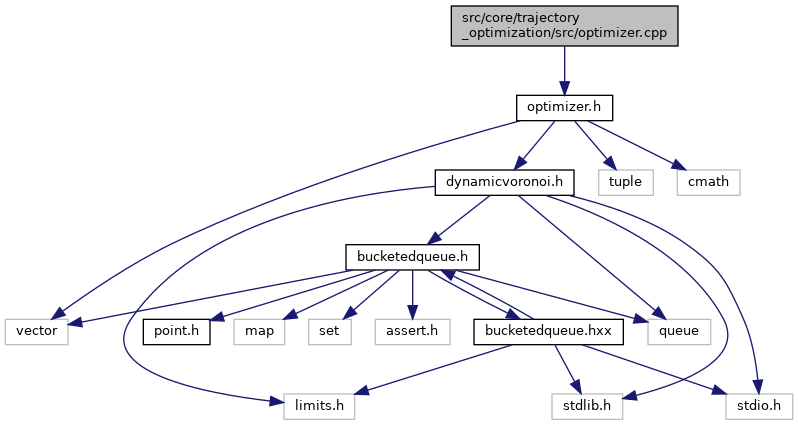 src/core/trajectory
_optimization/src/optimizer.cpp
optimizer.h
dynamicvoronoi.h
tuple
cmath
bucketedqueue.h
vector
point.h
map
set
assert.h
bucketedqueue.hxx
queue
limits.h
stdlib.h
stdio.h